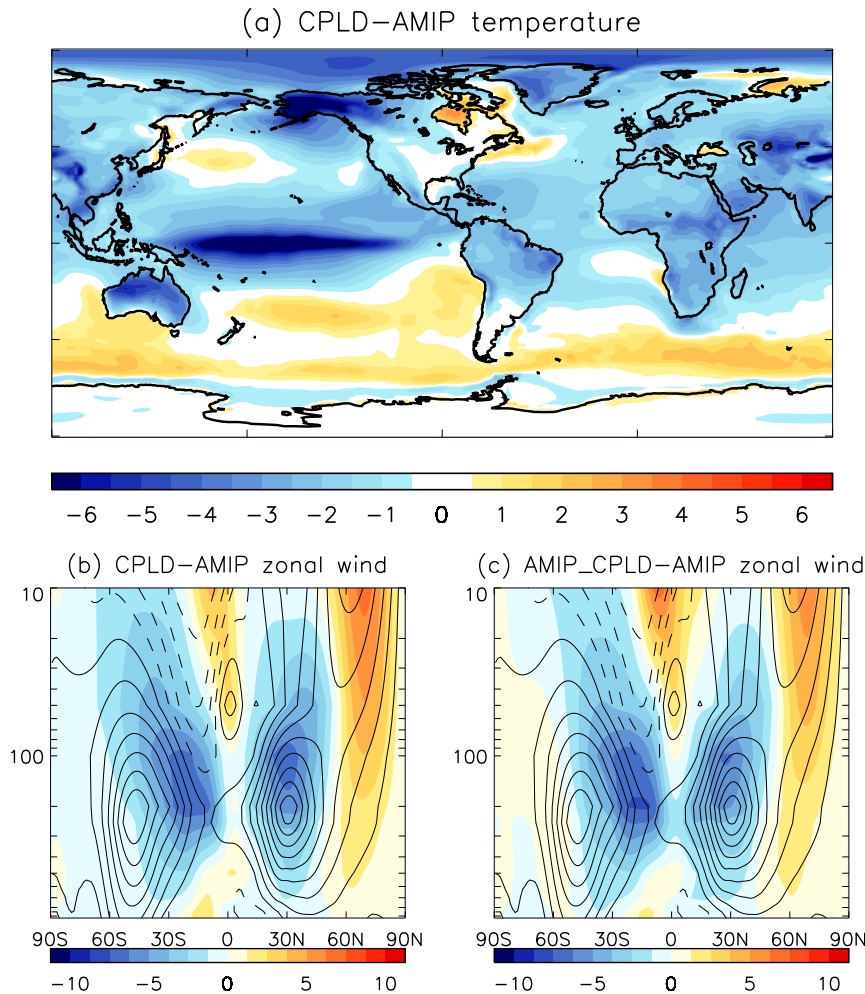 (a) CPLD−AMIP temperature
−6 −5 −4 −3 −2 −1 0 1 2 3 4 5 6
(b) CPLD−AMIP zonal wind
10
100
90S 60S 30S 0 30N 60N 90N
−10 −5 0 5 10
(c) AMIP_CPLD−AMIP zonal wind
10
100
90S 60S 30S 0 30N 60N 90N
−10 −5 0 5 10